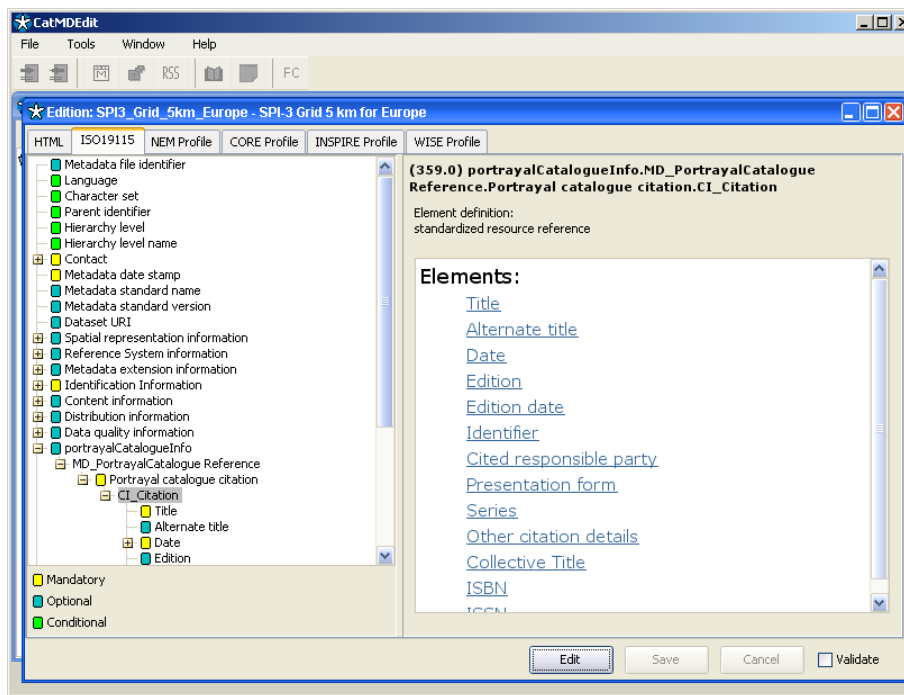 CatMDEdit
File Tools Window Help
RSS FC
Edition: SPI3_Grid_5km_Europe - SPI-3 Grid 5 km for Europe
HTML ISO19115 NEM Profile CORE Profile INSPIRE Profile WISE Profile
Metadata file identifier
Language
Character set
Parent identifier
Hierarchy level
Hierarchy level name
Contact
Metadata date stamp
Metadata standard name
Metadata standard version
Dataset URI
Spatial representation information
Reference System information
Metadata extension information
Identification Information
Content information
Distribution information
Data quality information
portrayalCatalogueInfo
MD_PortrayalCatalogue Reference
Portrayal catalogue citation
CI_Citation
Title
Alternate title
Date
Edition
Mandatory
Optional
Conditional
(359.0) portrayalCatalogueInfo.MD_PortrayalCatalogue
Reference.Portrayal catalogue citation.CI_Citation
Element definition:
standardized resource reference
Elements:
Title
Alternate title
Date
Edition
Edition date
Identifier
Cited responsible party
Presentation form
Series
Other citation details
Collective Title
ISBN
ISSN
Edit Save Cancel Validate